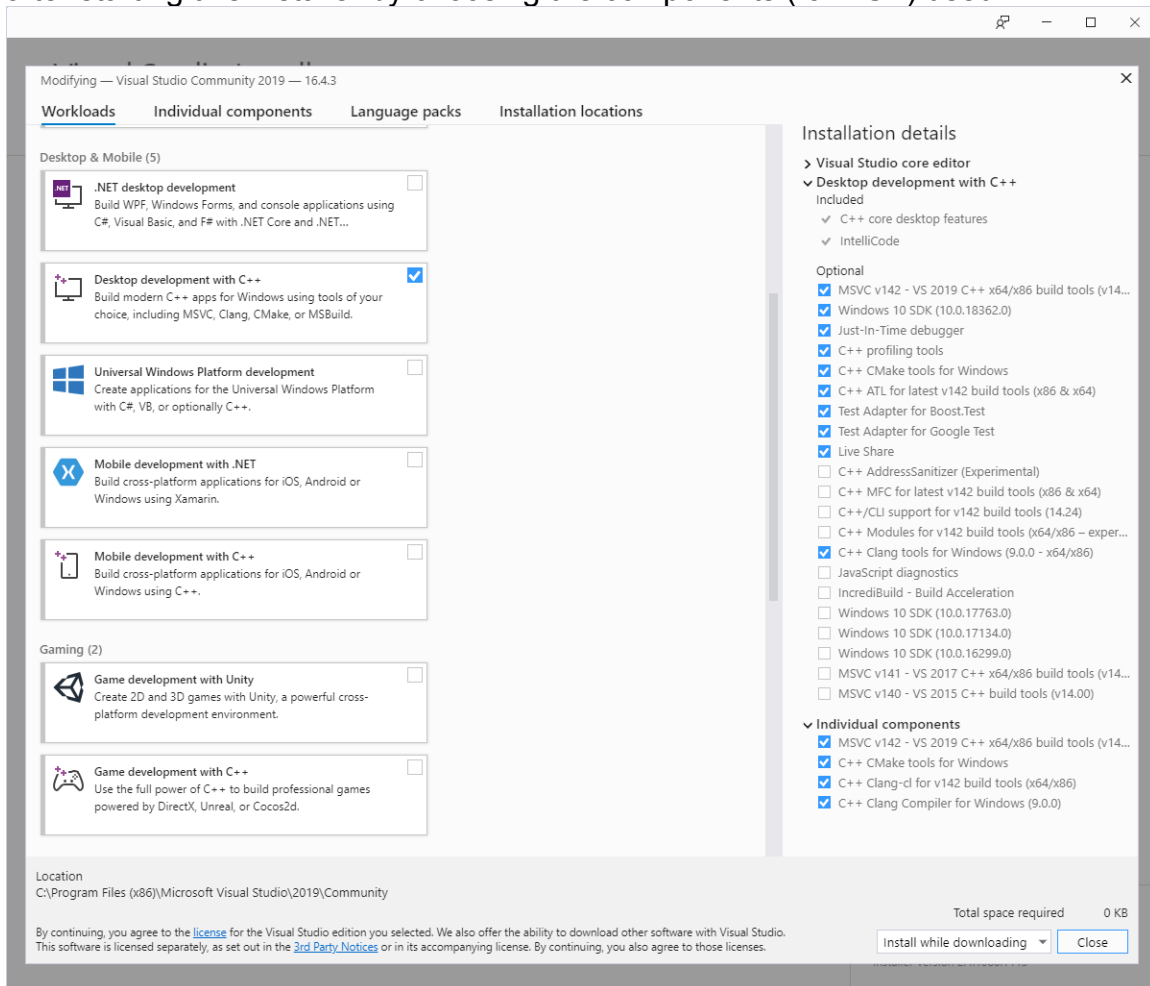 Modifying — Visual Studio Community 2019 — 16.4.3
Workloads
Individual components
Language packs
Installation locations
Desktop & Mobile (5)
.NET desktop development
Build WPF, Windows Forms, and console applications using
C#, Visual Basic, and F# with .NET Core and .NET...
Desktop development with C++
Build modern C++ apps for Windows using tools of your
choice, including MSVC, Clang, CMake, or MSBuild.
Universal Windows Platform development
Create applications for the Universal Windows Platform
with C#, VB, or optionally C++.
Mobile development with .NET
Build cross-platform applications for iOS, Android or
Windows using Xamarin.
Mobile development with C++
Build cross-platform applications for iOS, Android or
Windows using C++.
Gaming (2)
Game development with Unity
Create 2D and 3D games with Unity, a powerful cross-
platform development environment.
Game development with C++
Use the full power of C++ to build professional games
powered by DirectX, Unreal, or Cocos2d.
Installation details
Visual Studio core editor
Desktop development with C++
Included
C++ core desktop features
IntelliCode
Optional
MSVC v142 - VS 2019 C++ x64/x86 build tools (v14...
Windows 10 SDK (10.0.18362.0)
Just-In-Time debugger
C++ profiling tools
C++ CMake tools for Windows
C++ ATL for latest v142 build tools (x86 & x64)
Test Adapter for Boost.Test
Test Adapter for Google Test
Live Share
C++ AddressSanitizer (Experimental)
C++ MFC for latest v142 build tools (x86 & x64)
C++/CLI support for v142 build tools (14.24)
C++ Modules for v142 build tools (x64/x86 – exper...
C++ Clang tools for Windows (9.0.0 - x64/x86)
JavaScript diagnostics
IncrediBuild - Build Acceleration
Windows 10 SDK (10.0.17763.0)
Windows 10 SDK (10.0.17134.0)
Windows 10 SDK (10.0.16299.0)
MSVC v141 - VS 2017 C++ x64/x86 build tools (v14...
MSVC v140 - VS 2015 C++ build tools (v14.00)
Individual components
MSVC v142 - VS 2019 C++ x64/x86 build tools (v14...
C++ CMake tools for Windows
C++ Clang-cl for v142 build tools (x64/x86)
C++ Clang Compiler for Windows (9.0.0)
Location
C:\Program Files (x86)\Microsoft Visual Studio\2019\Community
By continuing, you agree to the license for the Visual Studio edition you selected. We also offer the ability to download other software with Visual Studio.
This software is licensed separately, as set out in the 3rd Party Notices or in its accompanying license. By continuing, you also agree to those licenses.
Total space required 0 KB
Install while downloading
Close